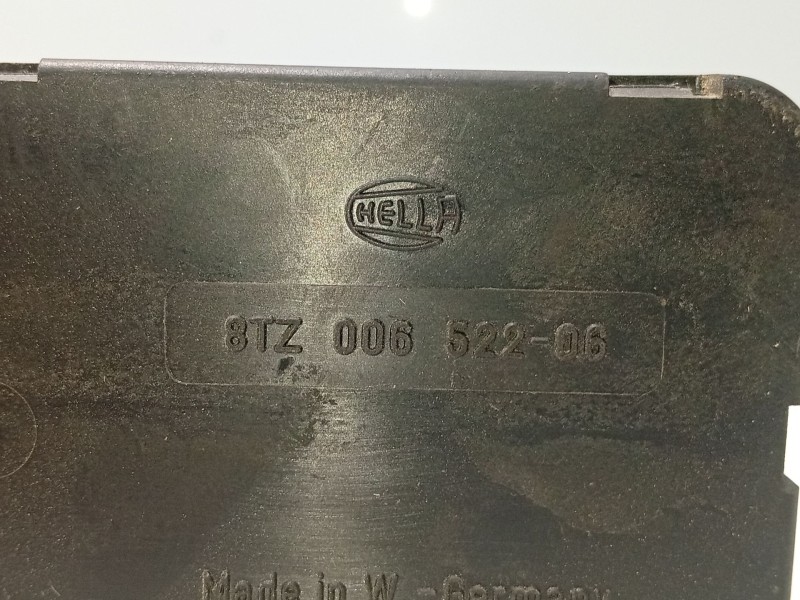 HELLA
8TZ 006 522-06
Made in W.-Germany